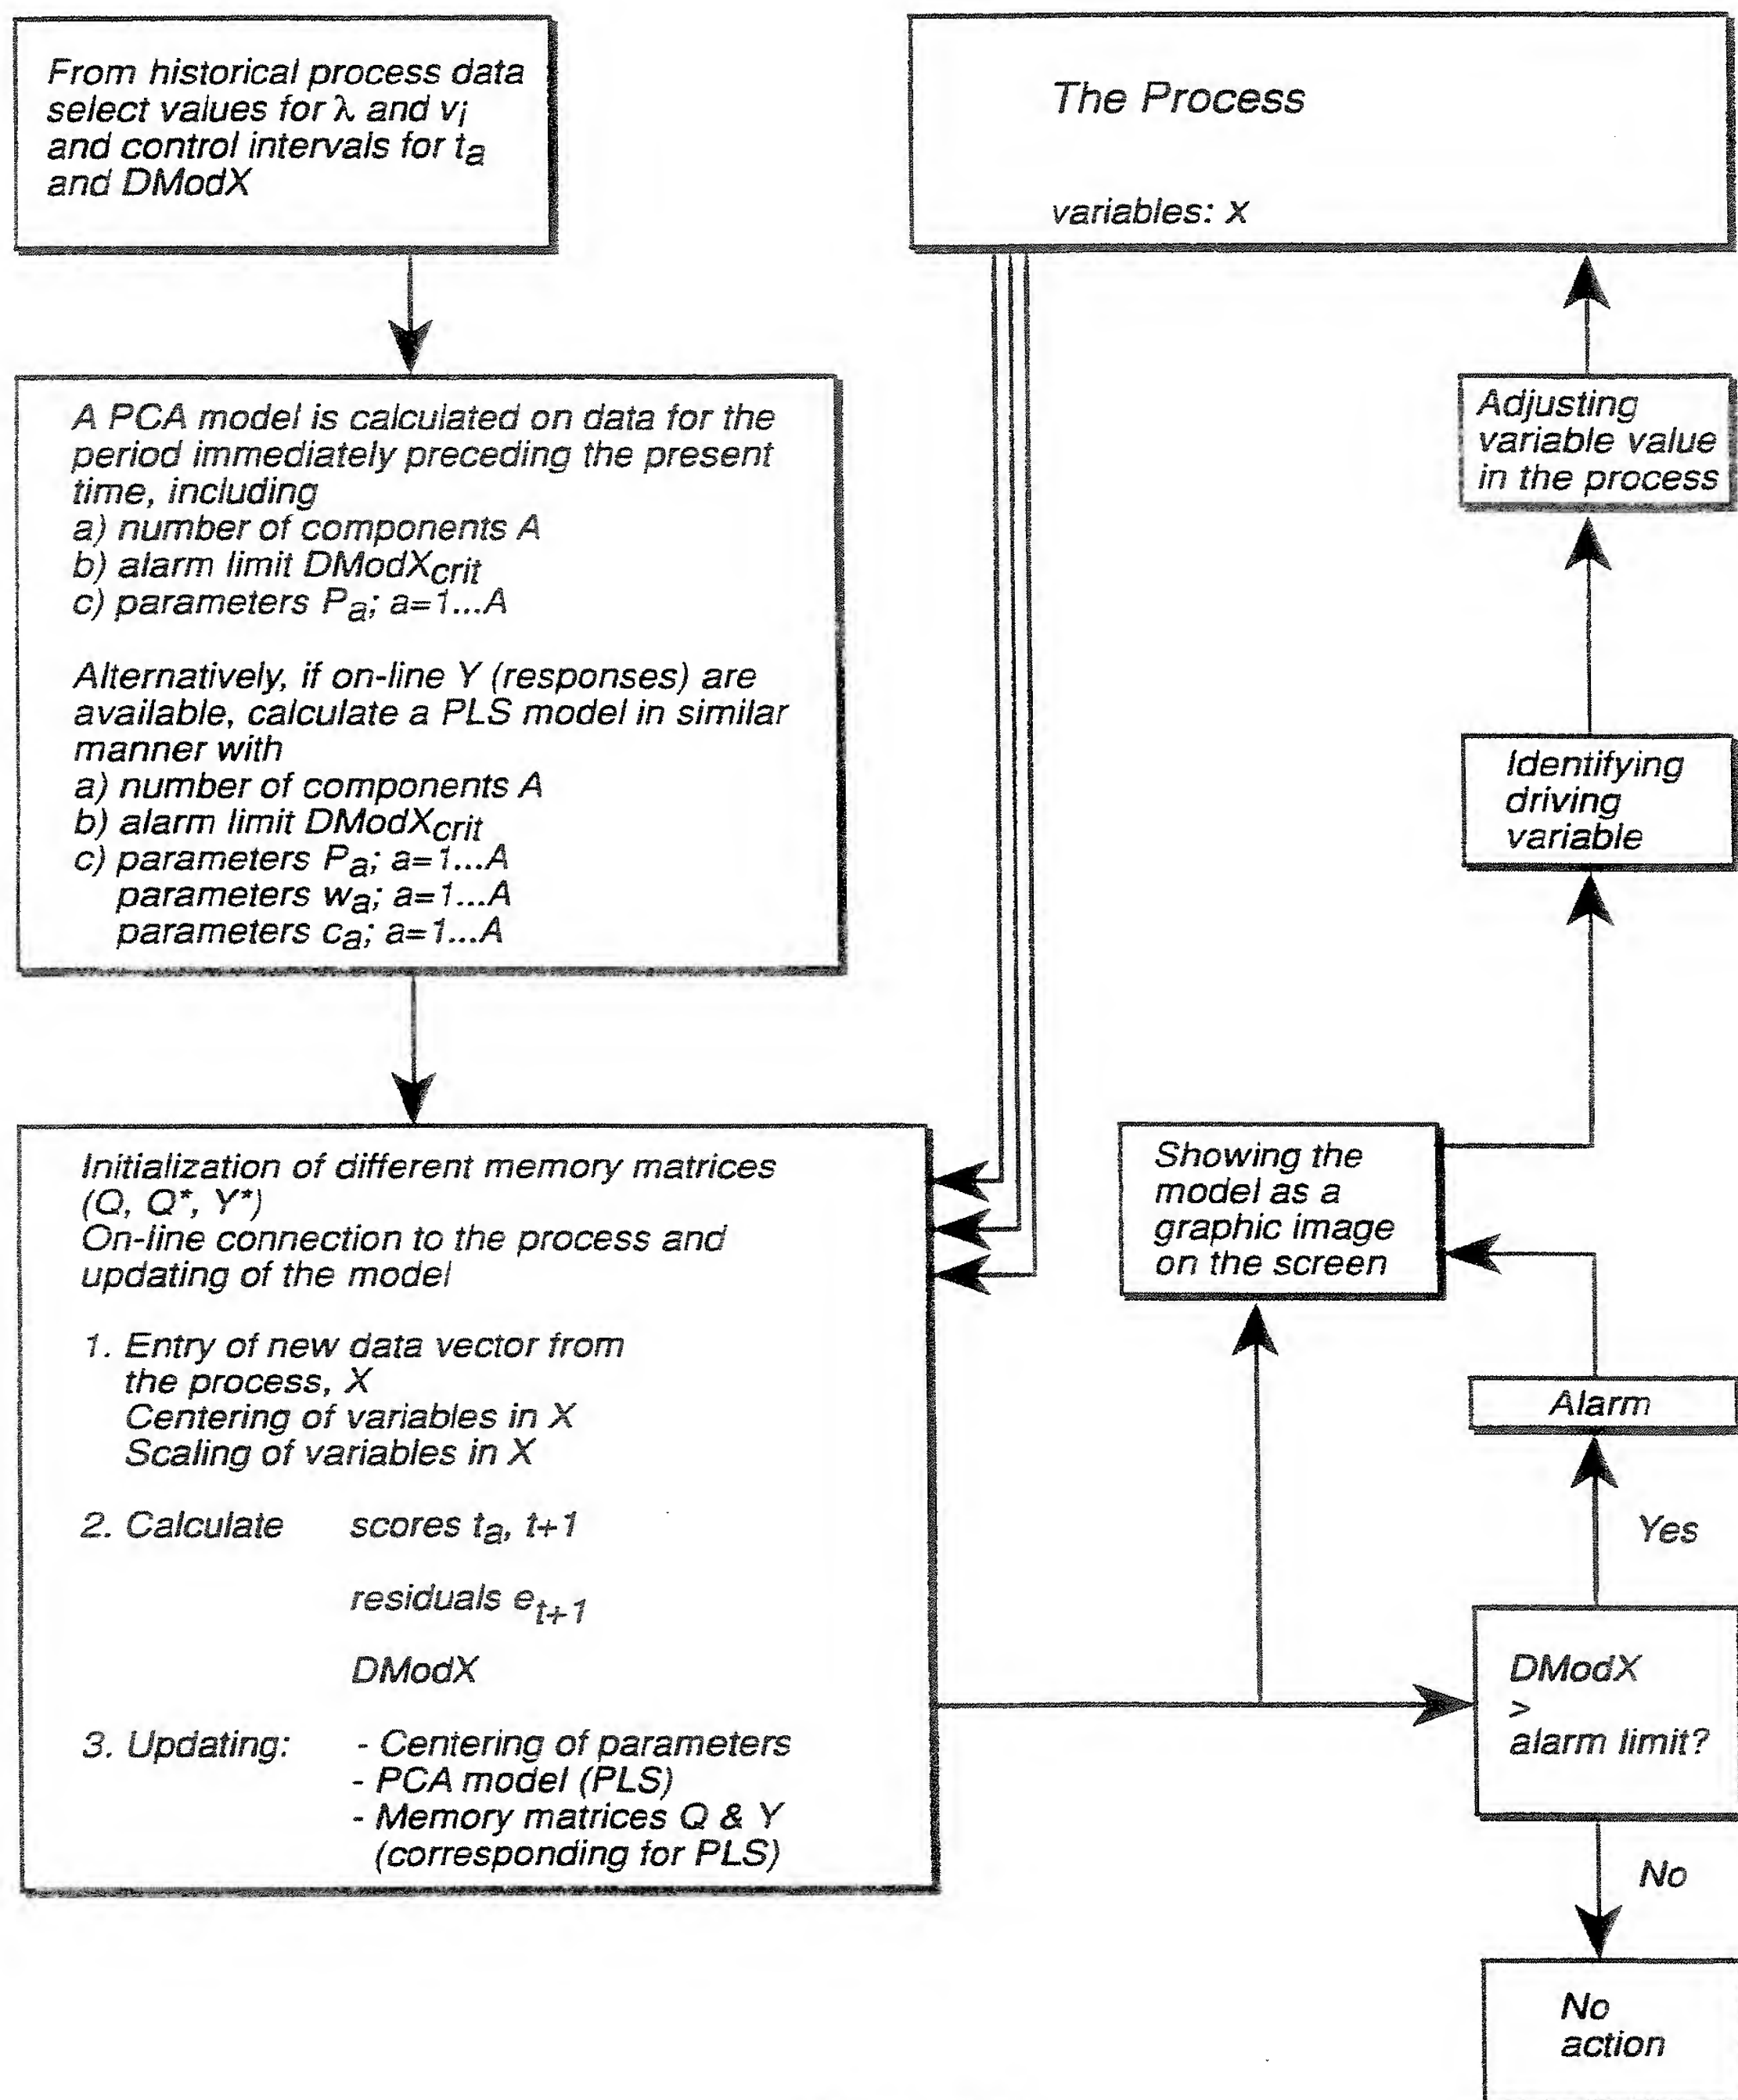 From historical process data
select values for λ and vᵢ
and control intervals for ta
and DModX
The Process
variables: x
A PCA model is calculated on data for the
period immediately preceding the present
time, including
a) number of components A
b) alarm limit DModXcrit
c) parameters Pa; a=1...A
Alternatively, if on-line Y (responses) are
available, calculate a PLS model in similar
manner with
a) number of components A
b) alarm limit DModXcrit
c) parameters Pa; a=1...A
parameters wa; a=1...A
parameters ca; a=1...A
Initialization of different memory matrices
(Q, Q*, Y*)
On-line connection to the process and
updating of the model
1. Entry of new data vector from
the process, X
Centering of variables in X
Scaling of variables in X
2. Calculate scores ta, t+1
residuals et+1
DModX
3. Updating: - Centering of parameters
- PCA model (PLS)
- Memory matrices Q & Y
(corresponding for PLS)
Adjusting
variable value
in the process
Identifying
driving
variable
Showing the
model as a
graphic image
on the screen
Alarm
Yes
DModX
>
alarm limit?
No
No
action